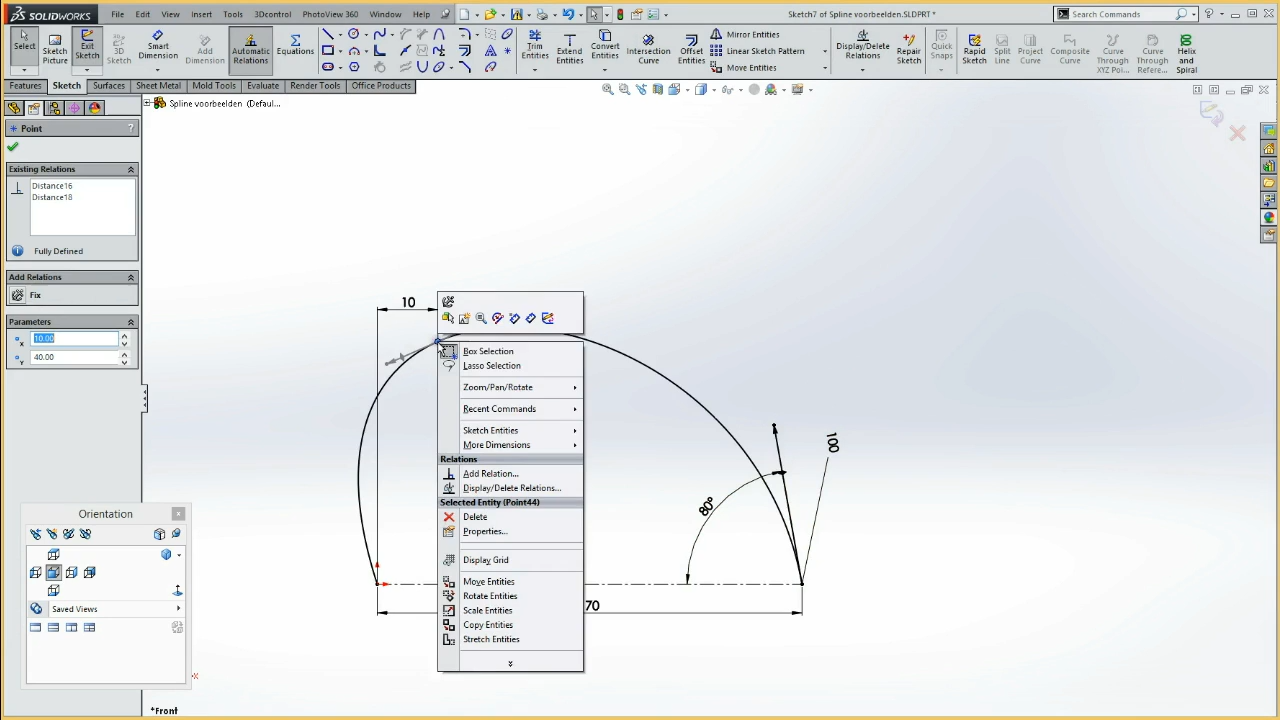 SOLIDWORKS
File Edit View Insert Tools 3Dcontrol PhotoView 360 Window Help
Sketch7 of Spline voorbeelden.SLDPRT *
Search Commands
Select
Sketch Picture
Exit Sketch
3D Sketch
Smart Dimension
Add Dimension
Automatic Relations
Equations
Trim Entities
Extend Entities
Convert Entities
Intersection Curve
Offset Entities
Mirror Entities
Linear Sketch Pattern
Move Entities
Display/Delete Relations
Repair Sketch
Quick Snaps
Rapid Sketch
Split Line
Project Curve
Composite Curve
Curve Through XYZ Poi...
Curve Through Refere...
Helix and Spiral
Features Sketch Surfaces Sheet Metal Mold Tools Evaluate Render Tools Office Products
Spline voorbeelden (Defaul...
Point
?
Existing Relations
Distance16
Distance18
Fully Defined
Add Relations
Fix
Parameters
10.00
40.00
10
Box Selection
Lasso Selection
Zoom/Pan/Rotate
Recent Commands
Sketch Entities
More Dimensions
Relations
Add Relation...
Display/Delete Relations...
Selected Entity (Point44)
Delete
Properties...
Display Grid
Move Entities
Rotate Entities
Scale Entities
Copy Entities
Stretch Entities
100
80°
70
Orientation
Saved Views
*Front